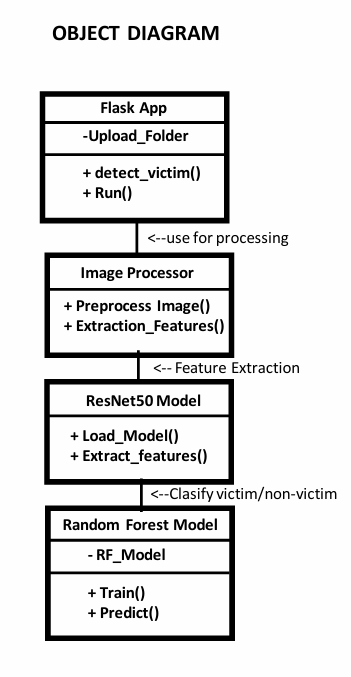 OBJECT DIAGRAM
Flask App
-Upload_Folder
+ detect_victim()
+ Run()
<--use for processing
Image Processor
+ Preprocess Image()
+ Extraction_Features()
<-- Feature Extraction
ResNet50 Model
+ Load_Model()
+ Extract_features()
<--Clasify victim/non-victim
Random Forest Model
- RF_Model
+ Train()
+ Predict()